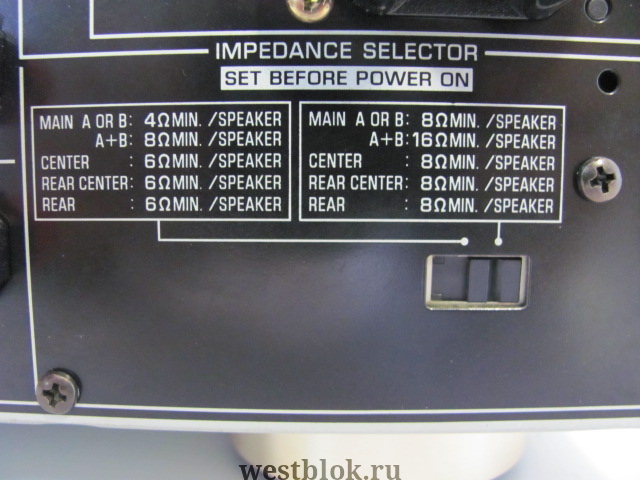 IMPEDANCE SELECTOR
SET BEFORE POWER ON
MAIN A OR B: 4ΩMIN. /SPEAKER
A+B: 8ΩMIN. /SPEAKER
CENTER : 6ΩMIN. /SPEAKER
REAR CENTER: 6ΩMIN. /SPEAKER
REAR : 6ΩMIN. /SPEAKER
MAIN A OR B: 8ΩMIN. /SPEAKER
A+B:16ΩMIN. /SPEAKER
CENTER : 8ΩMIN. /SPEAKER
REAR CENTER: 8ΩMIN. /SPEAKER
REAR : 8ΩMIN. /SPEAKER
westblok.ru